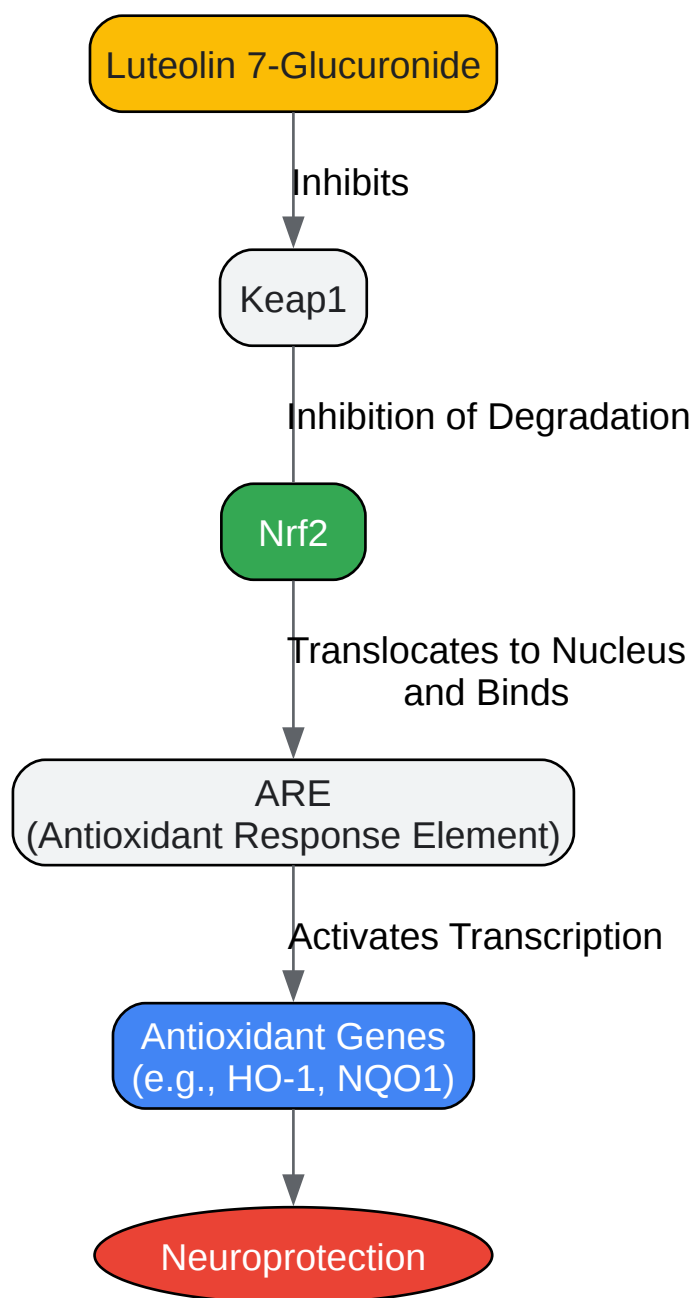 Luteolin 7-Glucuronide
Inhibits
Keap1
Inhibition of Degradation
Nrf2
Translocates to Nucleus
and Binds
ARE
(Antioxidant Response Element)
Activates Transcription
Antioxidant Genes
(e.g., HO-1, NQO1)
Neuroprotection